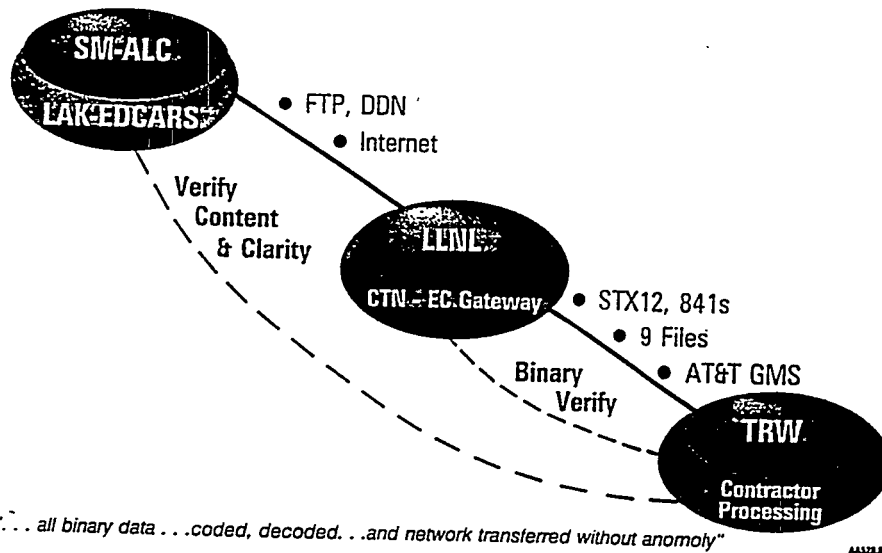 SM-ALC
LAK-EDCARS
● FTP, DDN
● Internet
Verify
Content
& Clarity
LLNL
CTN - EC Gateway
● STX12, 841s
● 9 Files
● AT&T GMS
Binary
Verify
TRW
Contractor
Processing
". . . all binary data . . .coded, decoded. . .and network transferred without anomoly"